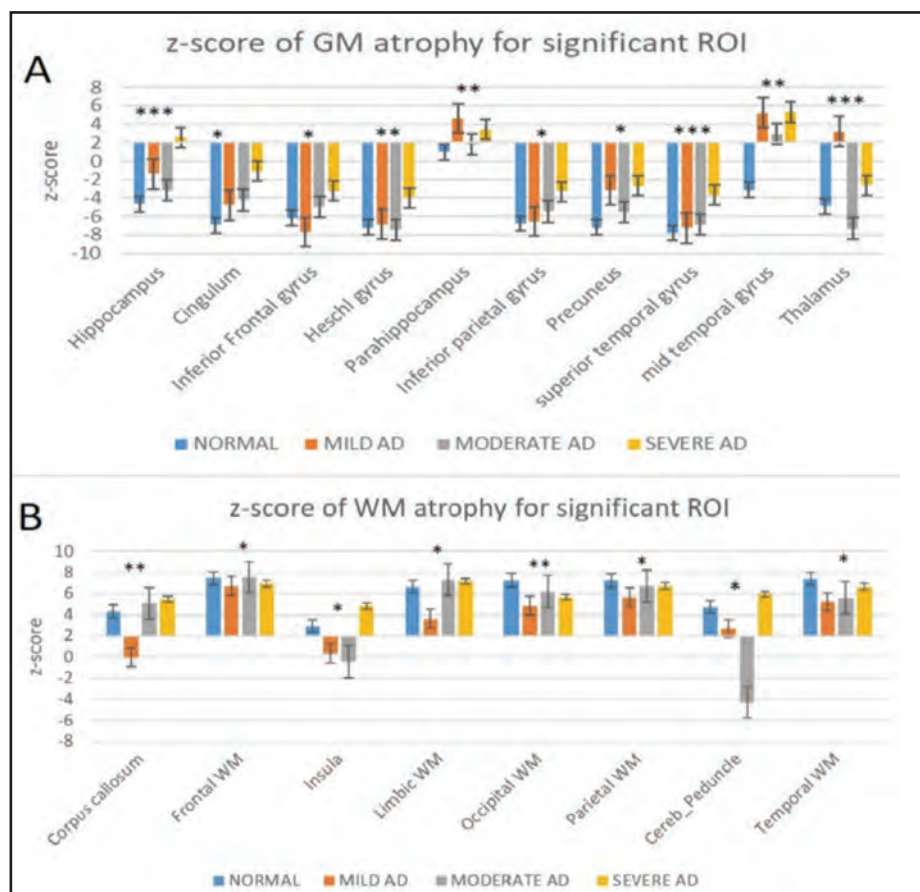 z-score of GM atrophy for significant ROI
A
8
6
4
2
0
-2
-4
-6
-8
-10
z-score
***
*
*
**
**
*
*
***
**
***
Hippocampus
Cingulum
Inferior Frontal gyrus
Heschl gyrus
Parahippocampus
Inferior parietal gyrus
Precuneus
superior temporal gyrus
mid temporai gyrus
Thalamus
NORMAL MILD AD MODERATE AD SEVERE AD
B
z-score of WM atrophy for significant ROI
10
8
6
4
2
0
-2
-4
-6
-8
z-score
**
*
*
*
**
*
*
*
Corpus callosum
Frontal WM
Insula
Limbic WM
Occipital WM
Parietal WM
Cereb_Peduncle
Temporal WM
NORMAL MILD AD MODERATE AD SEVERE AD